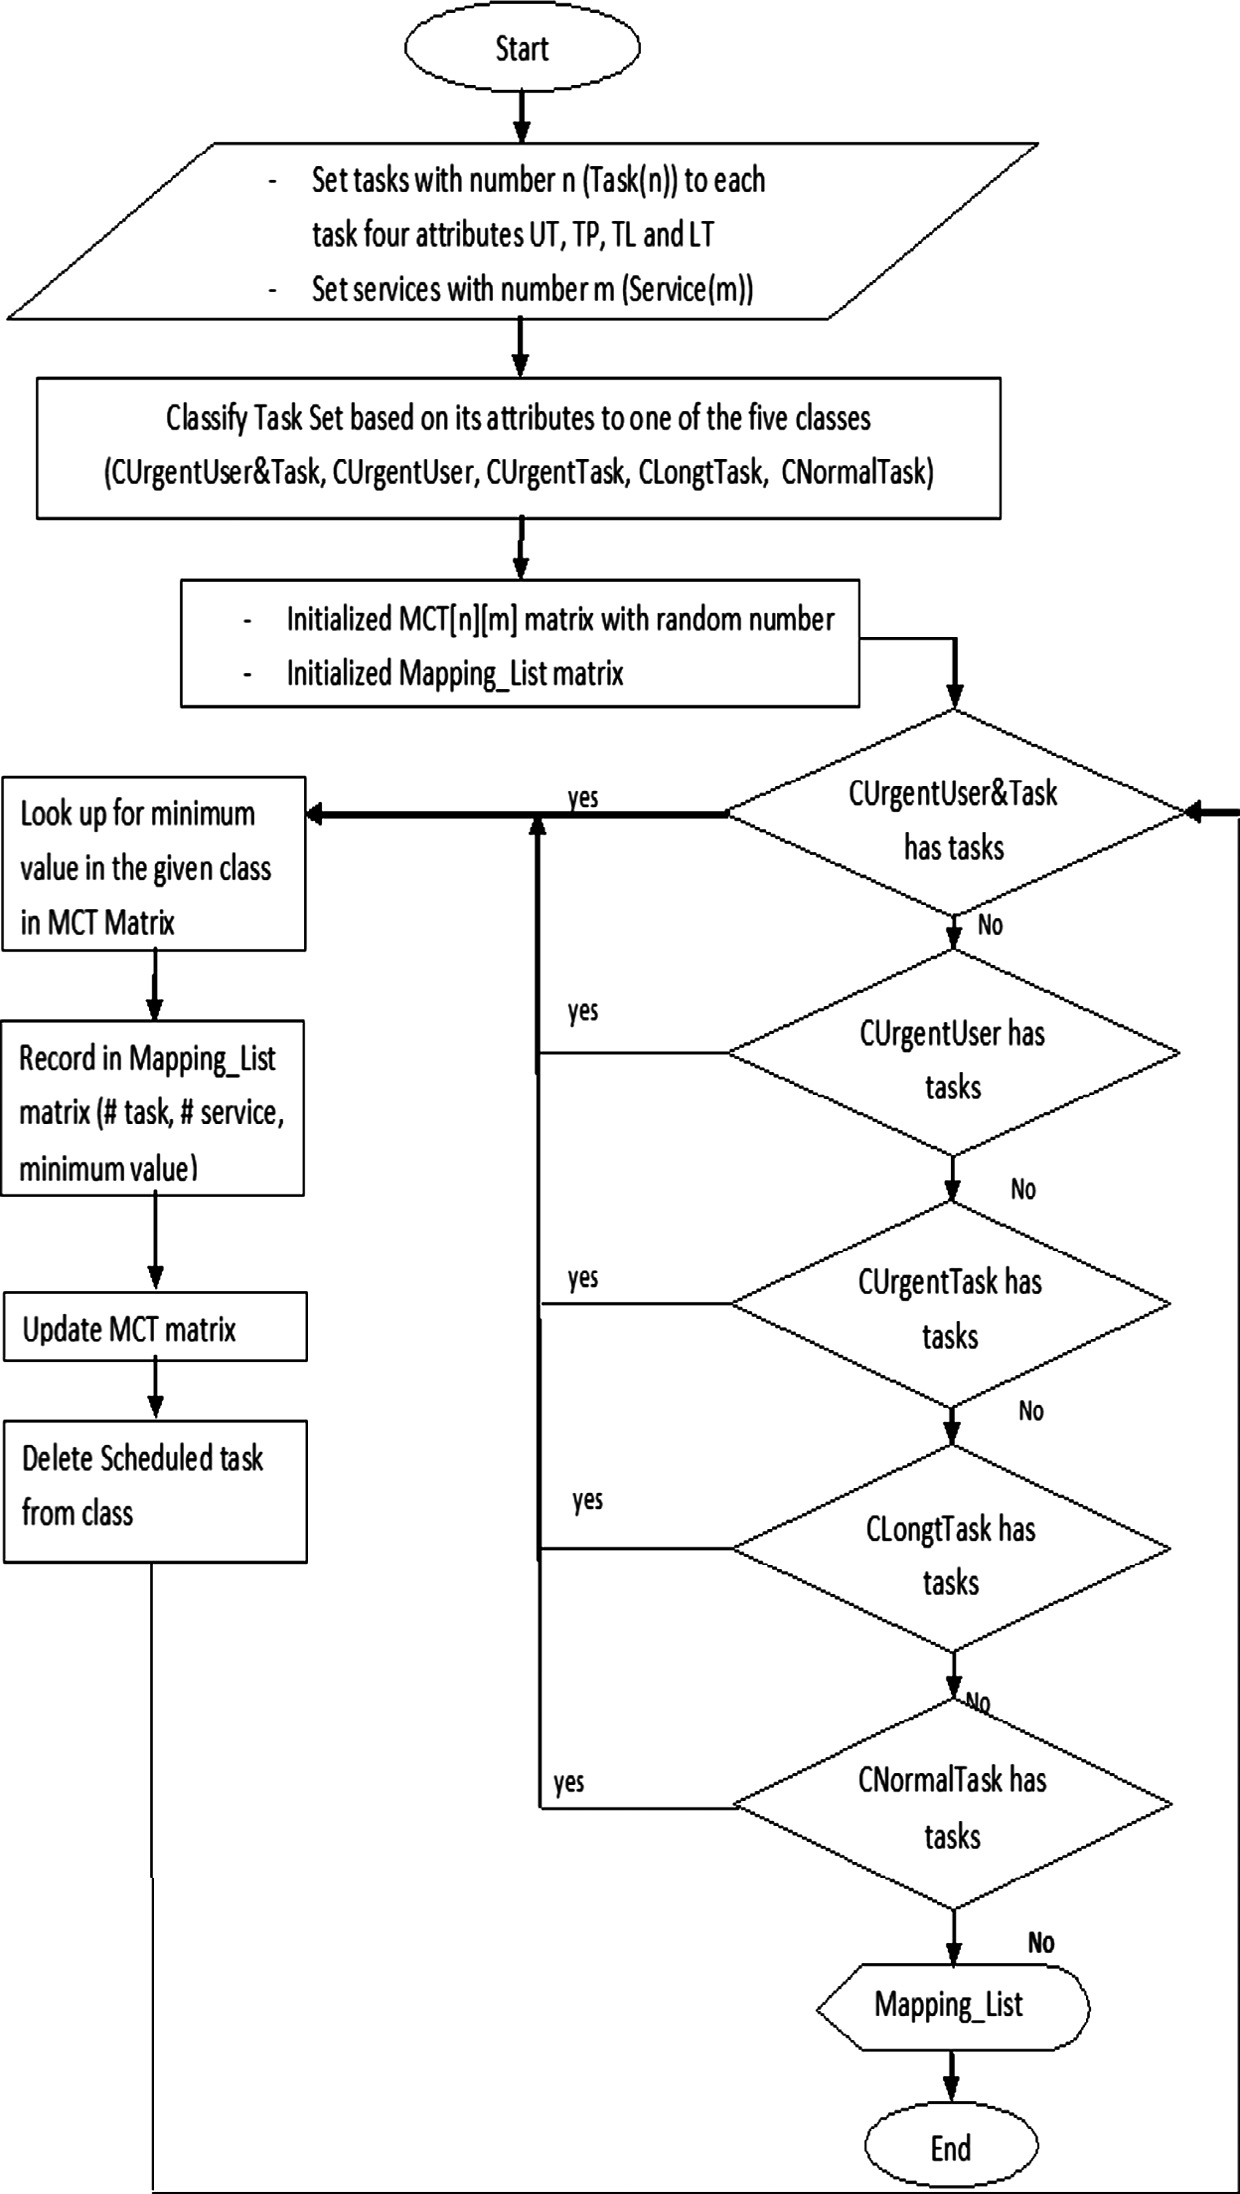 Start
- Set tasks with number n (Task(n)) to each
task four attributes UT, TP, TL and LT
- Set services with number m (Service(m))
Classify Task Set based on its attributes to one of the five classes
(CUrgentUser&Task, CUrgentUser, CUrgentTask, CLongtTask, CNormalTask)
- Initialized MCT[n][m] matrix with random number
- Initialized Mapping_List matrix
CUrgentUser&Task
has tasks
yes
No
Look up for minimum
value in the given class
in MCT Matrix
Record in Mapping_List
matrix (# task, # service,
minimum value)
Update MCT matrix
Delete Scheduled task
from class
CUrgentUser has
tasks
yes
No
CUrgentTask has
tasks
yes
No
CLongtTask has
tasks
yes
No
CNormalTask has
tasks
yes
No
Mapping_List
End